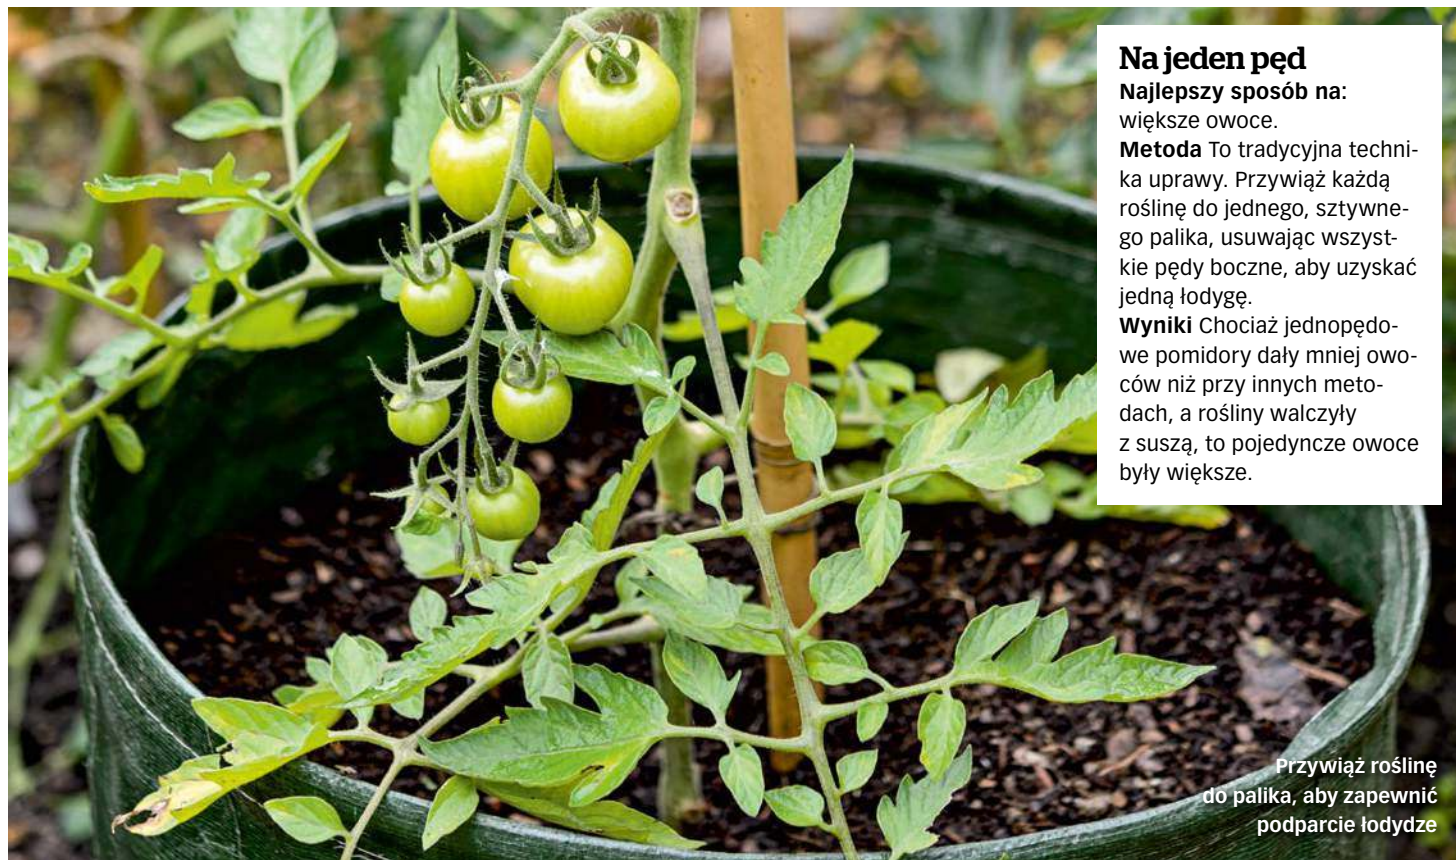 Na jeden pęd
Najlepszy sposób na:
większe owoce.
Metoda To tradycyjna techni-
ka uprawy. Przywiąż każdą
roślinę do jednego, sztywne-
go palika, usuwając wszyst-
kie pędy boczne, aby uzyskać
jedną łodygę.
Wyniki Chociaż jednopędo-
we pomidory dały mniej owo-
ców niż przy innych meto-
dach, a rośliny walczyły
z suszą, to pojedyncze owoce
były większe.
Przywiąż roślinę
do palika, aby zapewnić
podparcie łodydze